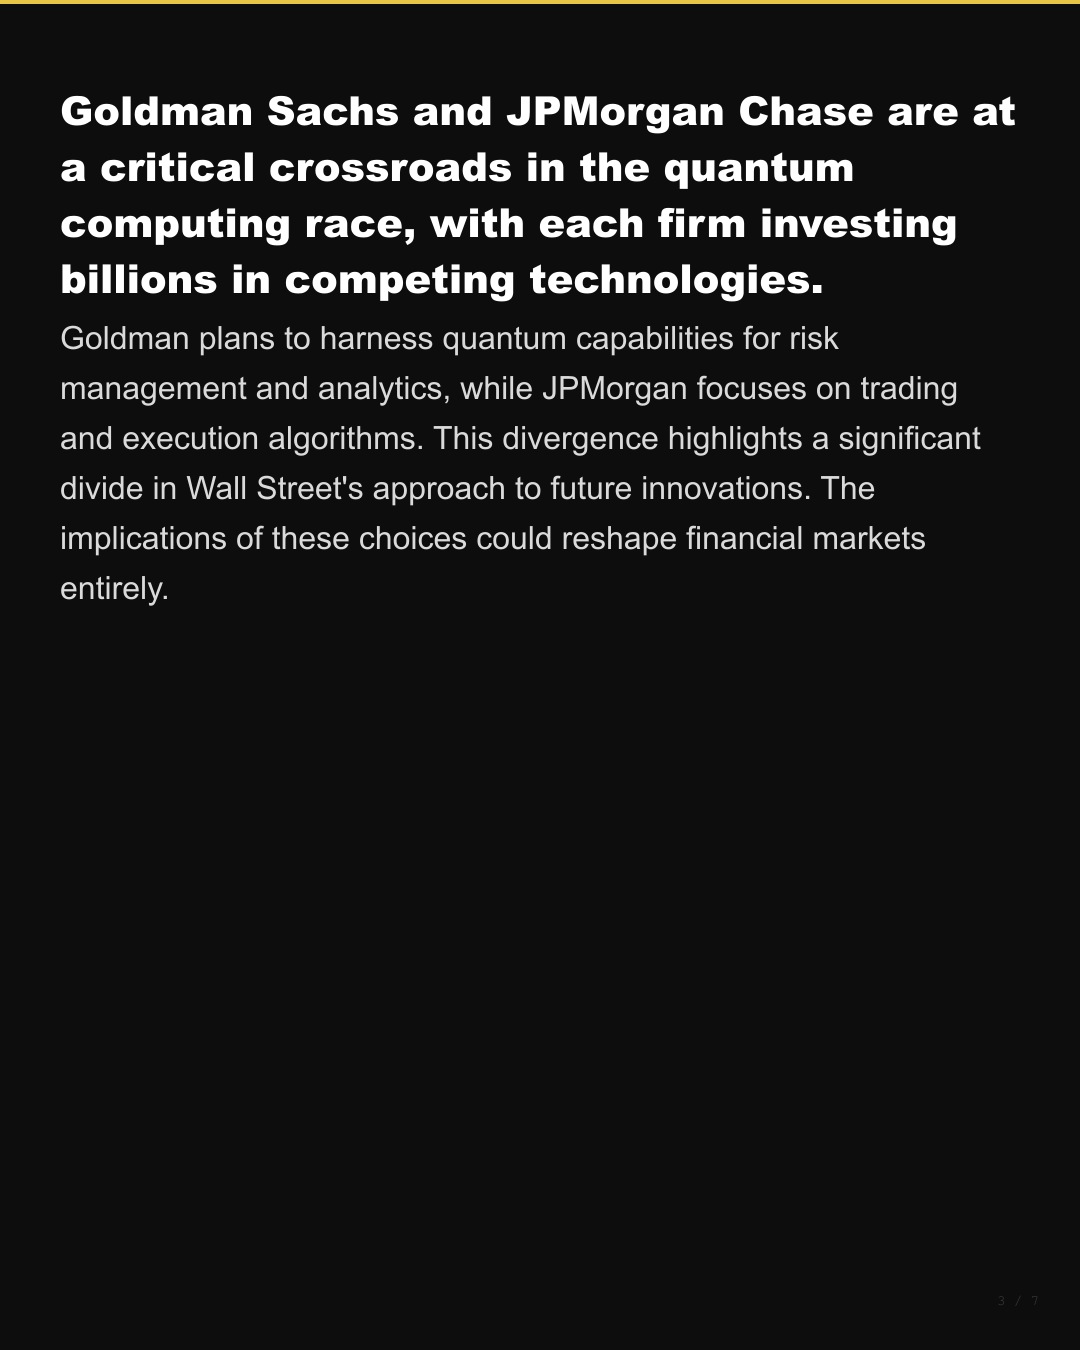 Goldman Sachs and JPMorgan Chase are at
a critical crossroads in the quantum
computing race, with each firm investing
billions in competing technologies.
Goldman plans to harness quantum capabilities for risk
management and analytics, while JPMorgan focuses on trading
and execution algorithms. This divergence highlights a significant
divide in Wall Street's approach to future innovations. The
implications of these choices could reshape financial markets
entirely.
3 / 7